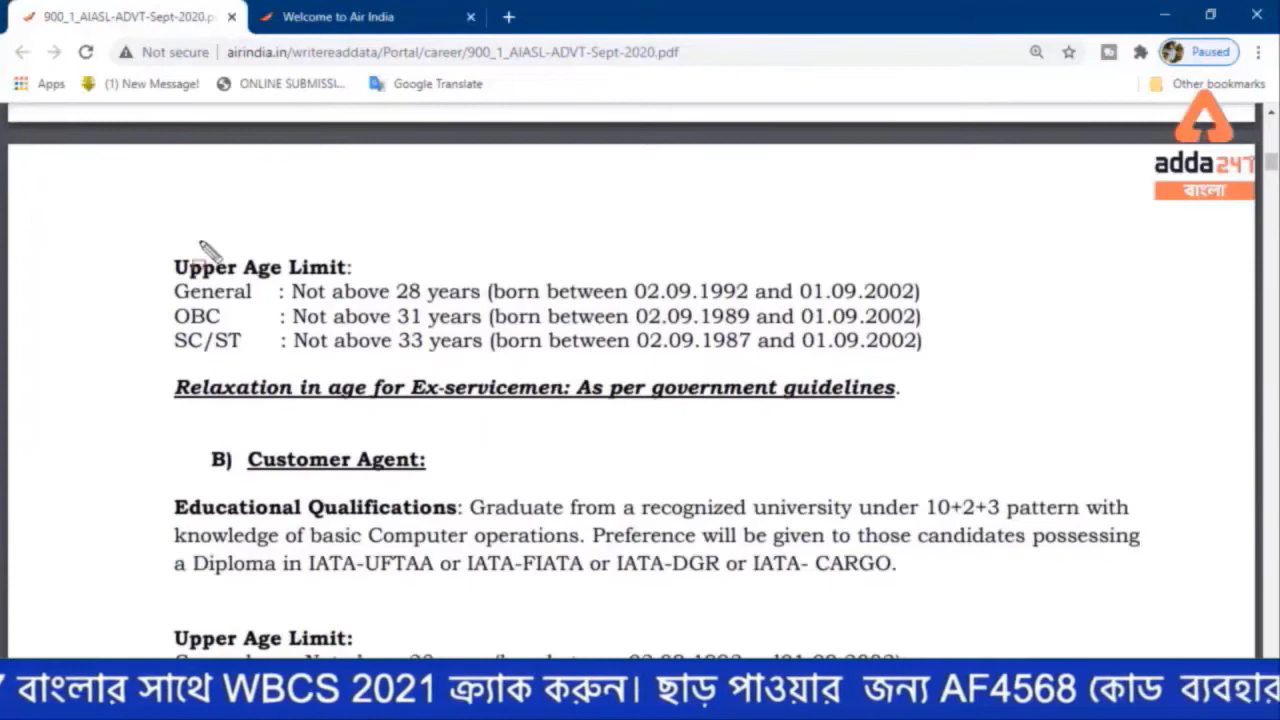 900_1_AIASL-ADVT-Sept-2020.p
Welcome to Air India
Not secure
airindia.in/writereaddata/Portal/career/900_1_AIASL-ADVT-Sept-2020.pdf
Paused
Apps
(1) New Message!
ONLINE SUBMISSI...
Google Translate
Other bookmarks
adda247
বাংলা
Upper Age Limit:
General : Not above 28 years (born between 02.09.1992 and 01.09.2002)
OBC : Not above 31 years (born between 02.09.1989 and 01.09.2002)
SC/ST : Not above 33 years (born between 02.09.1987 and 01.09.2002)
Relaxation in age for Ex-servicemen: As per government guidelines.
B) Customer Agent:
Educational Qualifications: Graduate from a recognized university under 10+2+3 pattern with
knowledge of basic Computer operations. Preference will be given to those candidates possessing
a Diploma in IATA-UFTAA or IATA-FIATA or IATA-DGR or IATA- CARGO.
Upper Age Limit:
বাংলার সাথে WBCS 2021 ক্র্যাক করুন। ছাড় পাওয়ার জন্য AF4568 কোড ব্যবহার